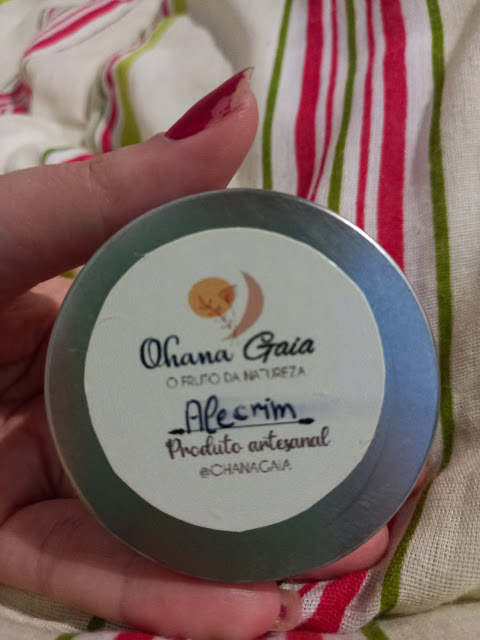 Ohana Gaia
O FRUTO DA NATUREZA
Alecrim
Produto artesanal
@OHANAGAIA